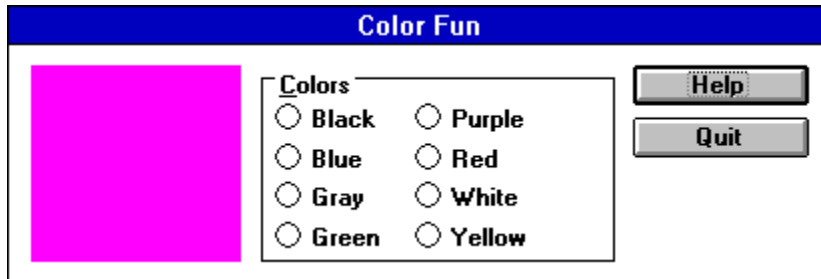 Color Fun
Colors
Black
Purple
Blue
Red
Gray
White
Green
Yellow
Help
Quit